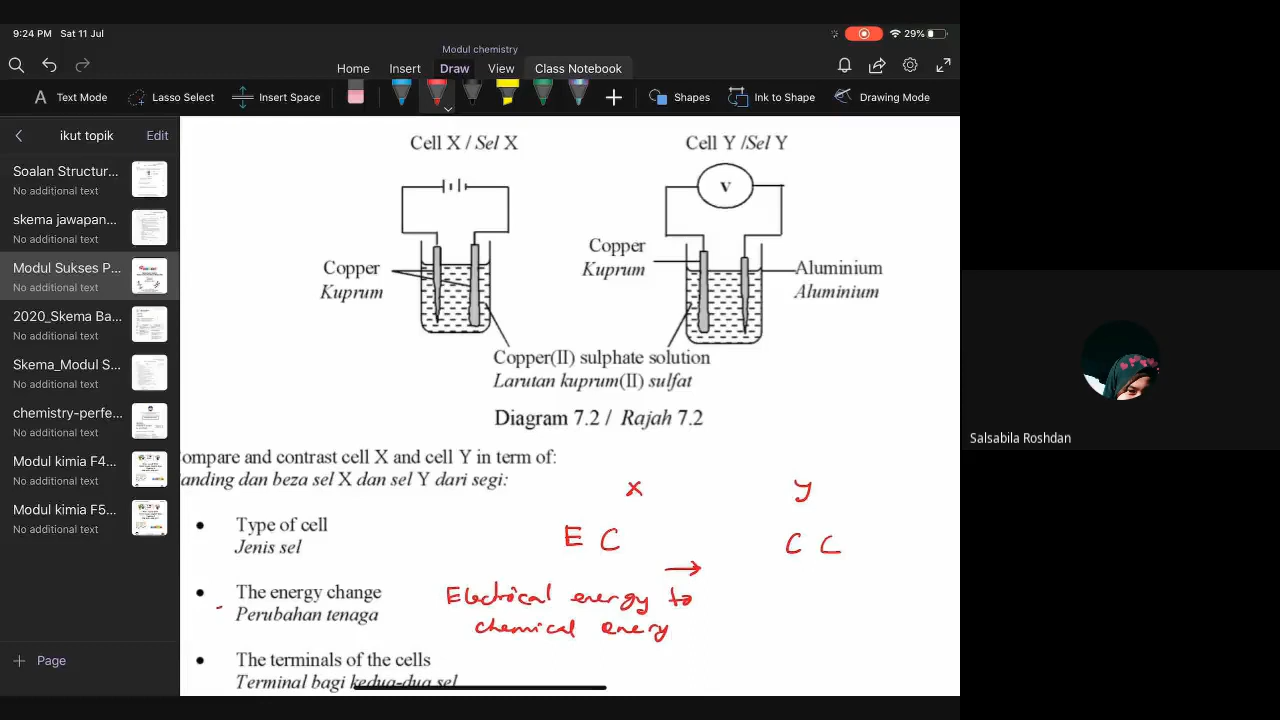 9:24 PM Sat 11 Jul
29%
Modul chemistry
Home Insert Draw View Class Notebook
A Text Mode Lasso Select Insert Space Shapes Ink to Shape Drawing Mode
ikut topik Edit
Soalan Structur...
No additional text
skema jawapan...
No additional text
Modul Sukses P...
No additional text
2020_Skema Ba...
No additional text
Skema_Modul S...
No additional text
chemistry-perfe...
No additional text
Modul kimia F4...
No additional text
Modul kimia F5...
No additional text
Page
Cell X / Sel X
Cell Y /Sel Y
V
Copper
Kuprum
Copper
Kuprum
Aluminium
Aluminium
Copper(II) sulphate solution
Larutan kuprum(II) sulfat
Diagram 7.2 / Rajah 7.2
ompare and contrast cell X and cell Y in term of:
anding dan beza sel X dan sel Y dari segi:
X y
Type of cell
Jenis sel
E C C C
The energy change
Perubahan tenaga
Electrical energy to
chemical enery
The terminals of the cells
Terminal bagi kedua-dua sel
Salsabila Roshdan